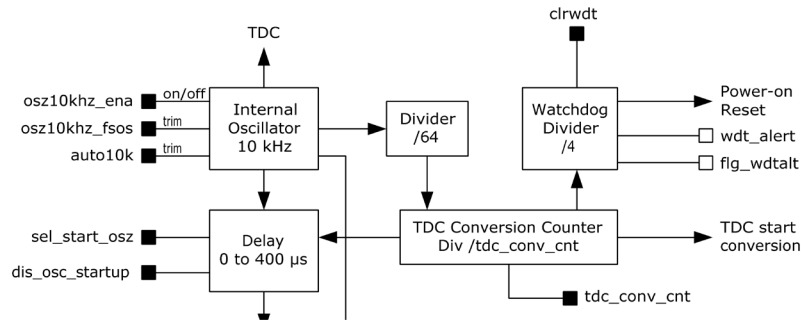 clrwdt
TDC
osz10khz_ena
on/off
osz10khz_fsos
trim
auto10k
trim
Internal
Oscillator
10 kHz
Divider
/64
Watchdog
Divider
/4
Power-on
Reset
wdt_alert
flg_wdtalt
sel_start_osz
dis_osc_startup
Delay
0 to 400 µs
TDC Conversion Counter
Div /tdc_conv_cnt
TDC start
conversion
tdc_conv_cnt